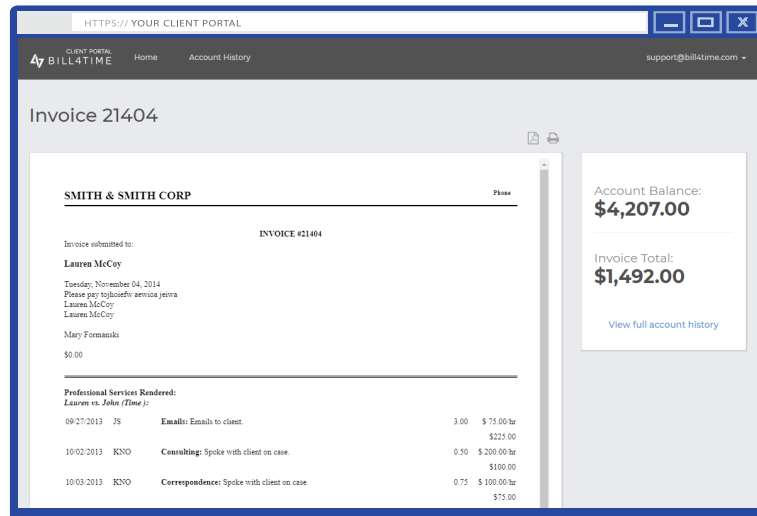 HTTPS:// YOUR CLIENT PORTAL
X
CLIENT PORTAL
BILL4TIME
Home
Account History
support@bill4time.com
Invoice 21404
SMITH & SMITH CORP
Phone
INVOICE #21404
Invoice submitted to:
Lauren McCoy
Tuesday, November 04, 2014
Please pay tojhoiefw aewioa jeiwa
Lauren McCoy
Lauren McCoy
Mary Formanski
$0.00
Professional Services Rendered:
Lauren vs. John (Time ):
09/27/2013 JS Emails: Emails to client. 3.00 $ 75.00/hr
$225.00
10/02/2013 KNO Consulting: Spoke with client on case. 0.50 $ 200.00/hr
$100.00
10/03/2013 KNO Correspondence: Spoke with client on case. 0.75 $ 100.00/hr
$75.00
Account Balance:
$4,207.00
Invoice Total:
$1,492.00
View full account history